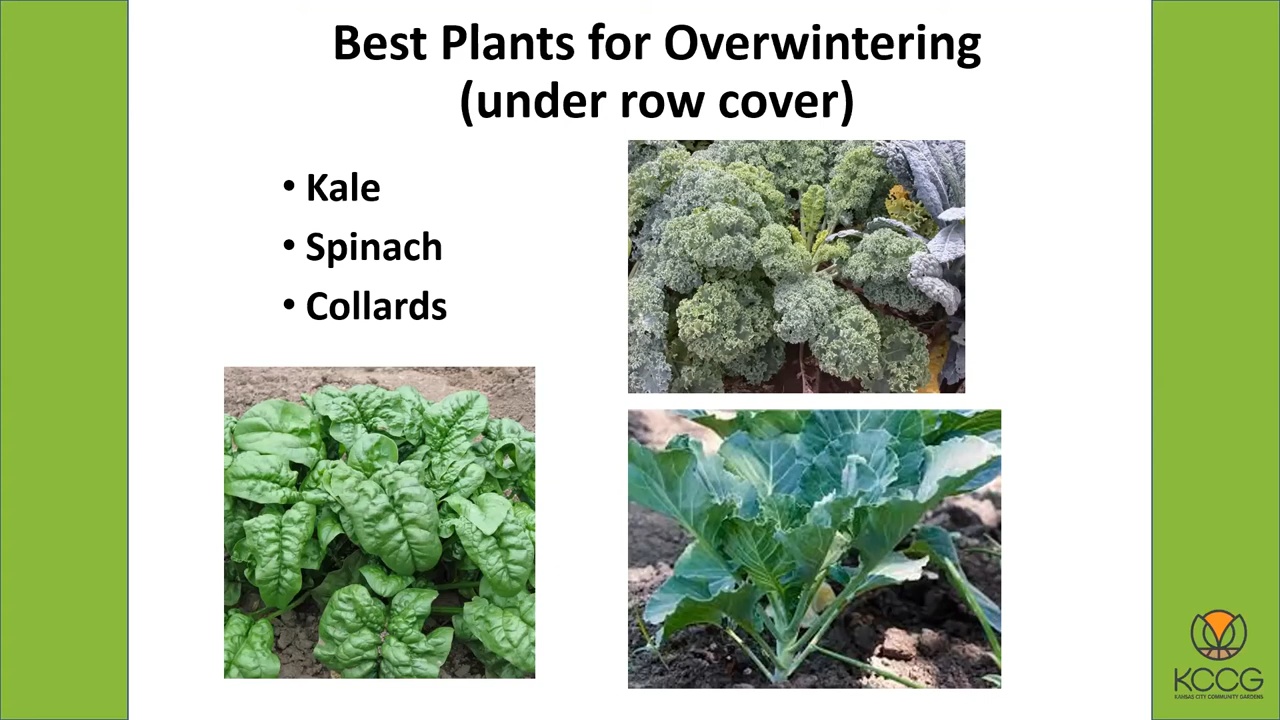 Best Plants for Overwintering
(under row cover)
• Kale
• Spinach
• Collards
KCCG
KANSAS CITY COMMUNITY GARDENS